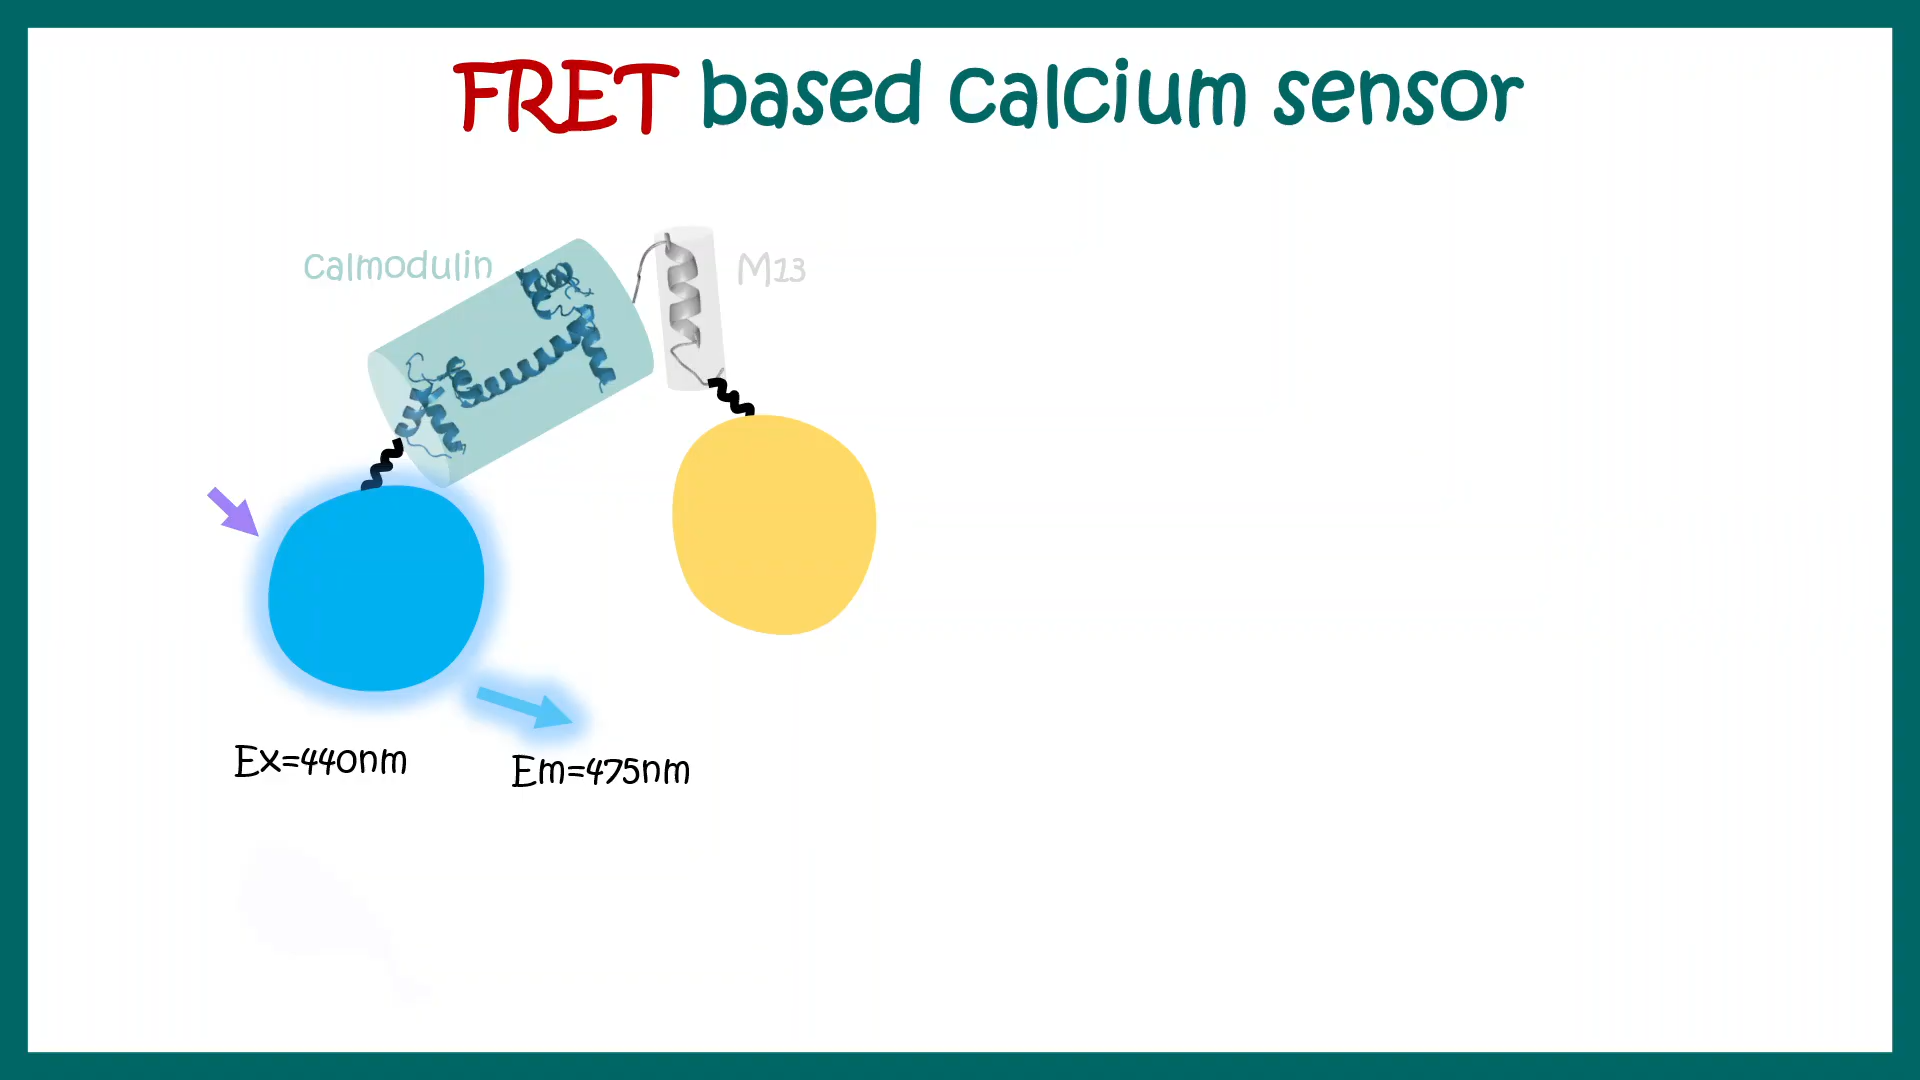 FRET based calcium sensor
calmodulin
M13
Ex=440nm
Em=475nm